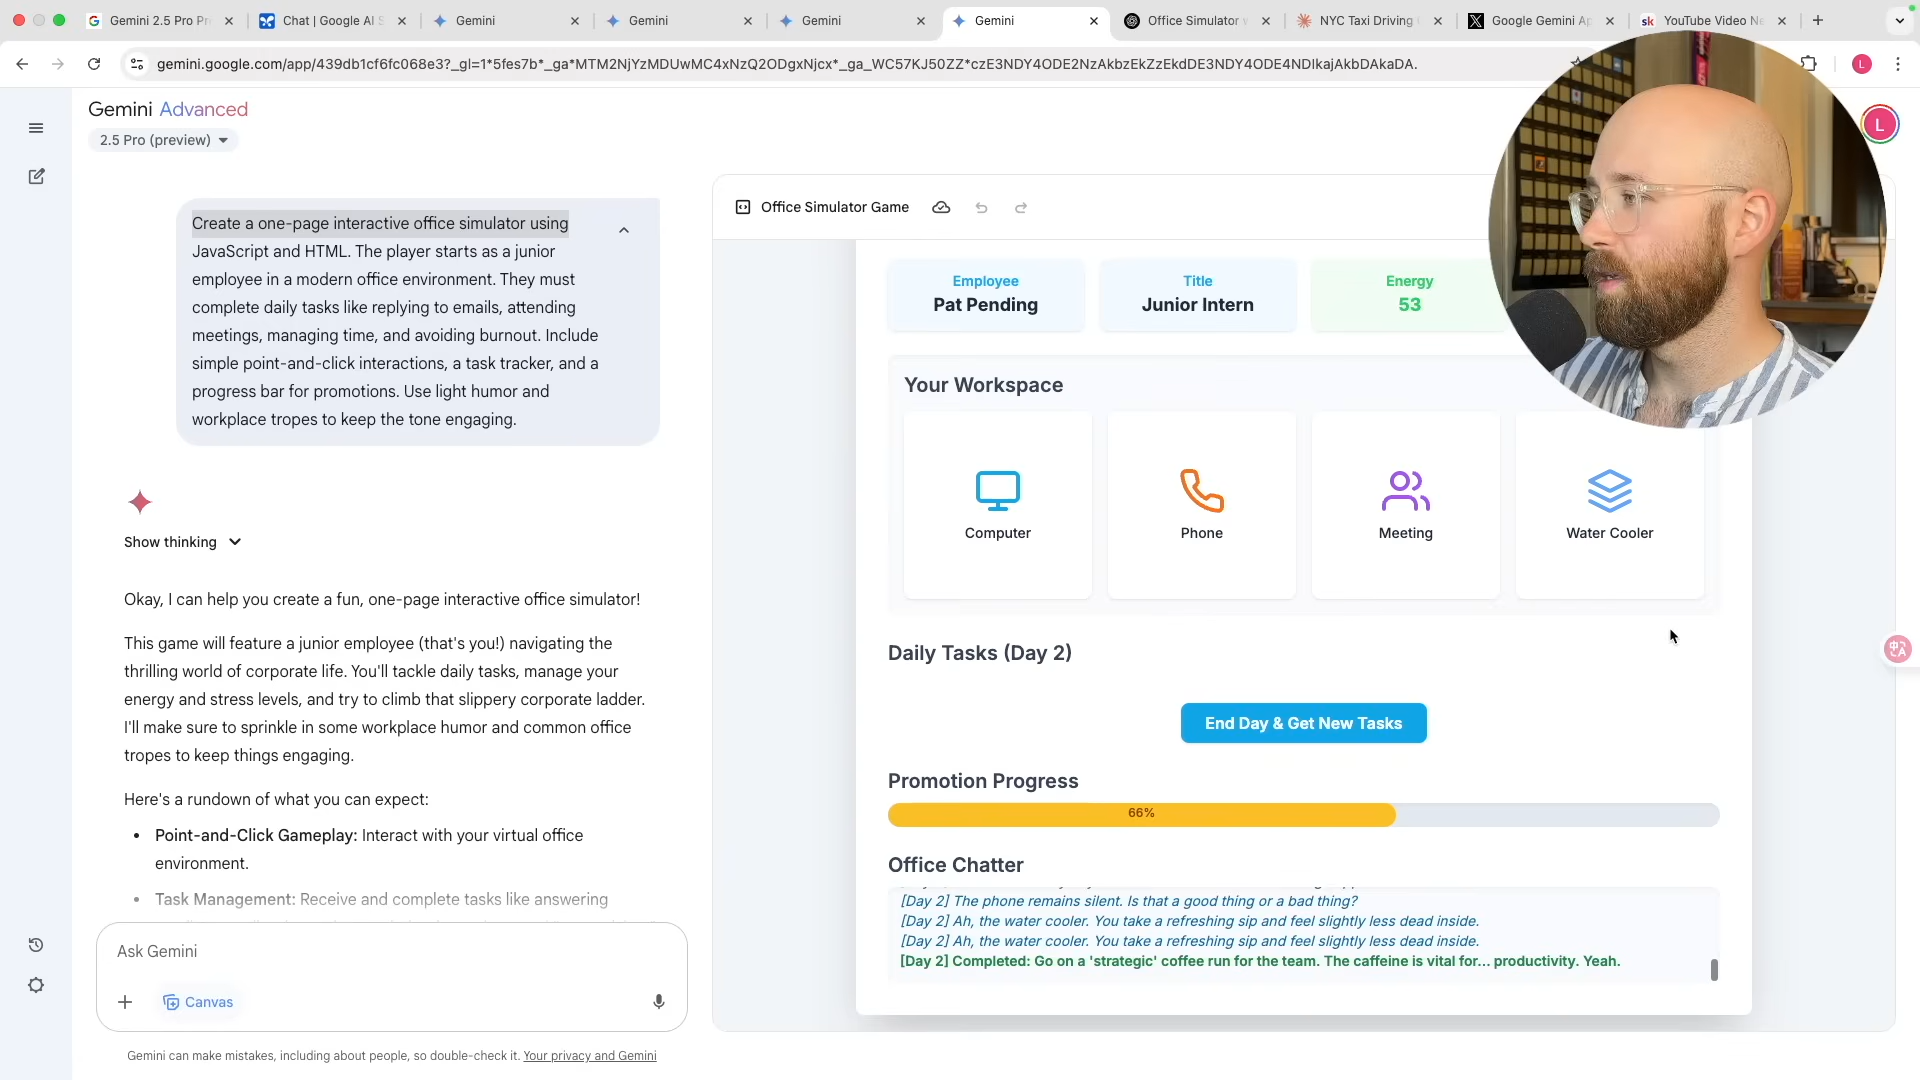 Gemini 2.5 Pro Pr
Chat | Google AI S
Gemini
Gemini
Gemini
Gemini
Office Simulator w
NYC Taxi Driving
Google Gemini Ap
sk YouTube Video Ne
gemini.google.com/app/439db1cf6fc068e3?_gl=1*5fes7b*_ga*MTM2NjYzMDUwMC4xNzQ2ODgxNjcx*_ga_WC57KJ50ZZ*czE3NDY4ODE2NzAkbzEkZzEkdDE3NDY4ODE4NDlkajAkbDAkaDA.
L
Gemini Advanced
2.5 Pro (preview)
L
Create a one-page interactive office simulator using
JavaScript and HTML. The player starts as a junior
employee in a modern office environment. They must
complete daily tasks like replying to emails, attending
meetings, managing time, and avoiding burnout. Include
simple point-and-click interactions, a task tracker, and a
progress bar for promotions. Use light humor and
workplace tropes to keep the tone engaging.
Show thinking
Okay, I can help you create a fun, one-page interactive office simulator!
This game will feature a junior employee (that's you!) navigating the
thrilling world of corporate life. You'll tackle daily tasks, manage your
energy and stress levels, and try to climb that slippery corporate ladder.
I'll make sure to sprinkle in some workplace humor and common office
tropes to keep things engaging.
Here's a rundown of what you can expect:
• Point-and-Click Gameplay: Interact with your virtual office
environment.
• Task Management: Receive and complete tasks like answering
Ask Gemini
Canvas
Gemini can make mistakes, including about people, so double-check it. Your privacy and Gemini
Office Simulator Game
Employee
Pat Pending
Title
Junior Intern
Energy
53
Your Workspace
Computer
Phone
Meeting
Water Cooler
Daily Tasks (Day 2)
End Day & Get New Tasks
Promotion Progress
66%
Office Chatter
[Day 2] The phone remains silent. Is that a good thing or a bad thing?
[Day 2] Ah, the water cooler. You take a refreshing sip and feel slightly less dead inside.
[Day 2] Ah, the water cooler. You take a refreshing sip and feel slightly less dead inside.
[Day 2] Completed: Go on a 'strategic' coffee run for the team. The caffeine is vital for... productivity. Yeah.